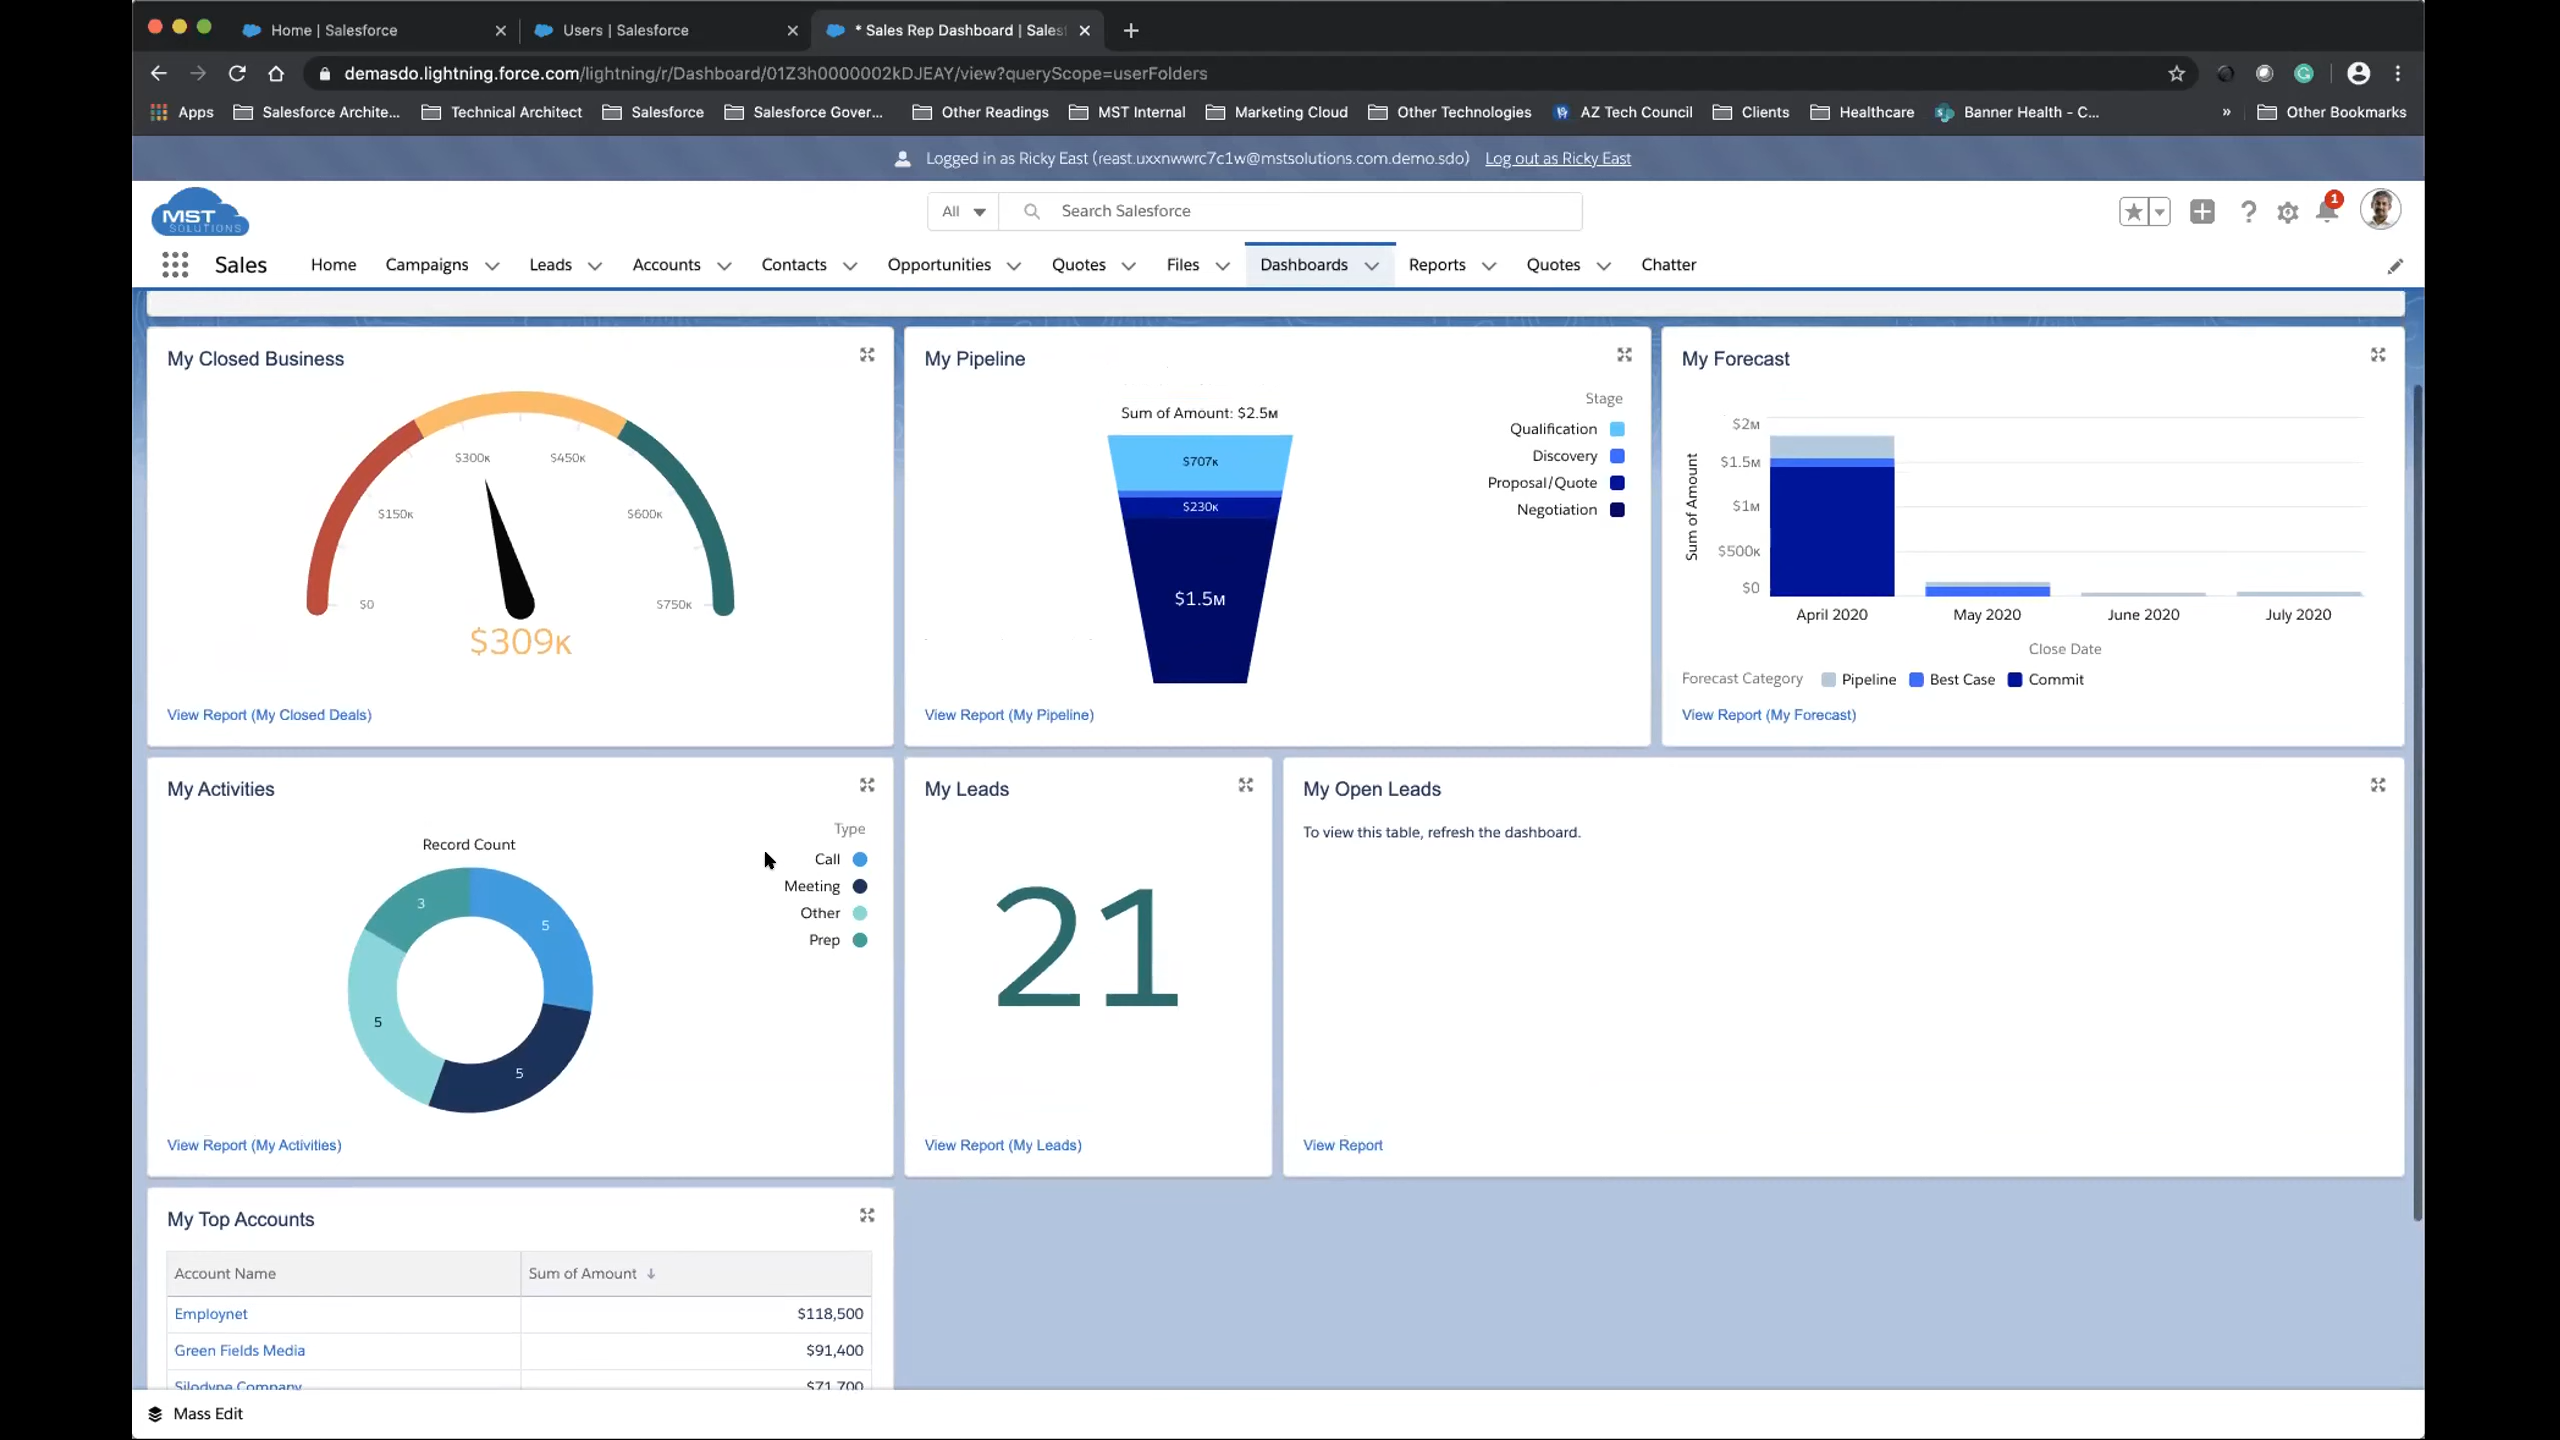 Home | Salesforce
Users | Salesforce
* Sales Rep Dashboard | Sales
demasdo.lightning.force.com/lightning/r/Dashboard/01Z3h0000002kDJEAY/view?queryScope=userFolders
Apps
Salesforce Archite...
Technical Architect
Salesforce
Salesforce Gover...
Other Readings
MST Internal
Marketing Cloud
Other Technologies
AZ Tech Council
Clients
Healthcare
Banner Health - C...
»
Other Bookmarks
Logged in as Ricky East (reast.uxxnwwrc7c1w@mstsolutions.com.demo.sdo) Log out as Ricky East
MST
SOLUTIONS
All
Search Salesforce
1
Sales
Home
Campaigns
Leads
Accounts
Contacts
Opportunities
Quotes
Files
Dashboards
Reports
Quotes
Chatter
My Closed Business
$0
$150K
$300K
$450K
$600K
$750K
$309K
View Report (My Closed Deals)
My Pipeline
Sum of Amount: $2.5M
$707K
$230K
$1.5M
Stage
Qualification
Discovery
Proposal/Quote
Negotiation
View Report (My Pipeline)
My Forecast
Sum of Amount
$2M
$1.5M
$1M
$500K
$0
April 2020
May 2020
June 2020
July 2020
Close Date
Forecast Category
Pipeline
Best Case
Commit
View Report (My Forecast)
My Activities
Record Count
3
5
5
5
Type
Call
Meeting
Other
Prep
View Report (My Activities)
My Leads
21
View Report (My Leads)
My Open Leads
To view this table, refresh the dashboard.
View Report
My Top Accounts
Account Name
Sum of Amount
Employnet
$118,500
Green Fields Media
$91,400
Silodyne Company
$71,700
Mass Edit